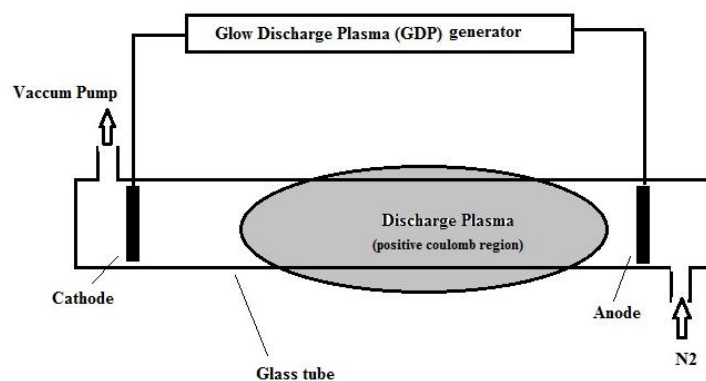 Glow Discharge Plasma (GDP) generator
Vaccum Pump
Discharge Plasma
(positive coulomb region)
Cathode
Anode
Glass tube
N2